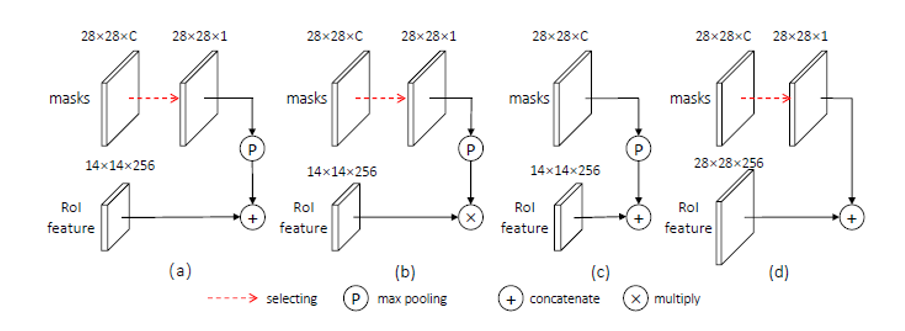 28×28×C 28×28×1 28×28×C 28×28×1 28×28×C 28×28×C 28×28×1
masks masks masks masks
P P P
14×14×256 14×14×256 14×14×256 28×28×256
RoI feature RoI feature RoI feature RoI feature
+ × + +
(a) (b) (c) (d)
selecting P max pooling + concatenate × multiply